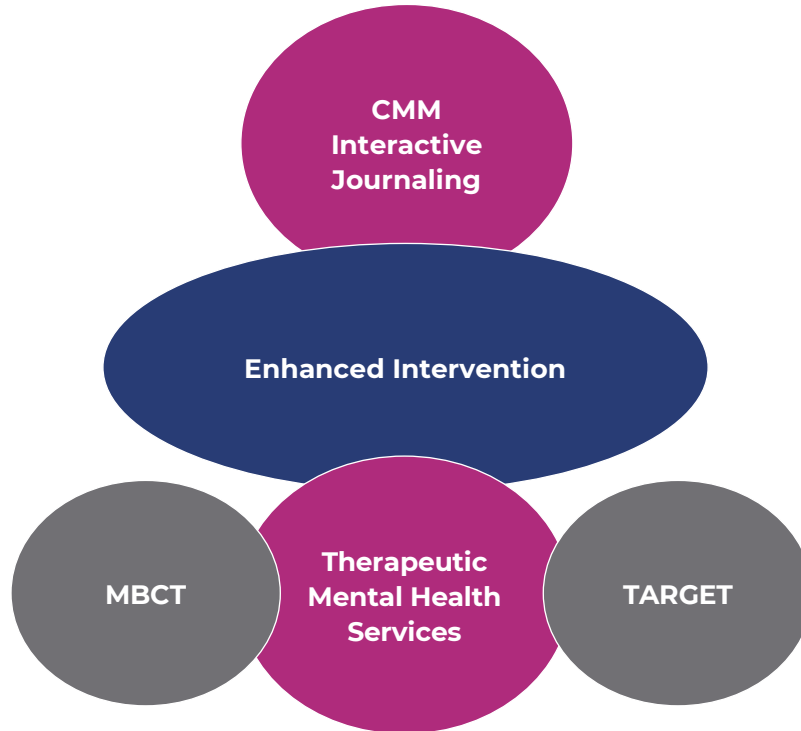 CMM
Interactive
Journaling
Enhanced Intervention
MBCT
Therapeutic
Mental Health
Services
TARGET